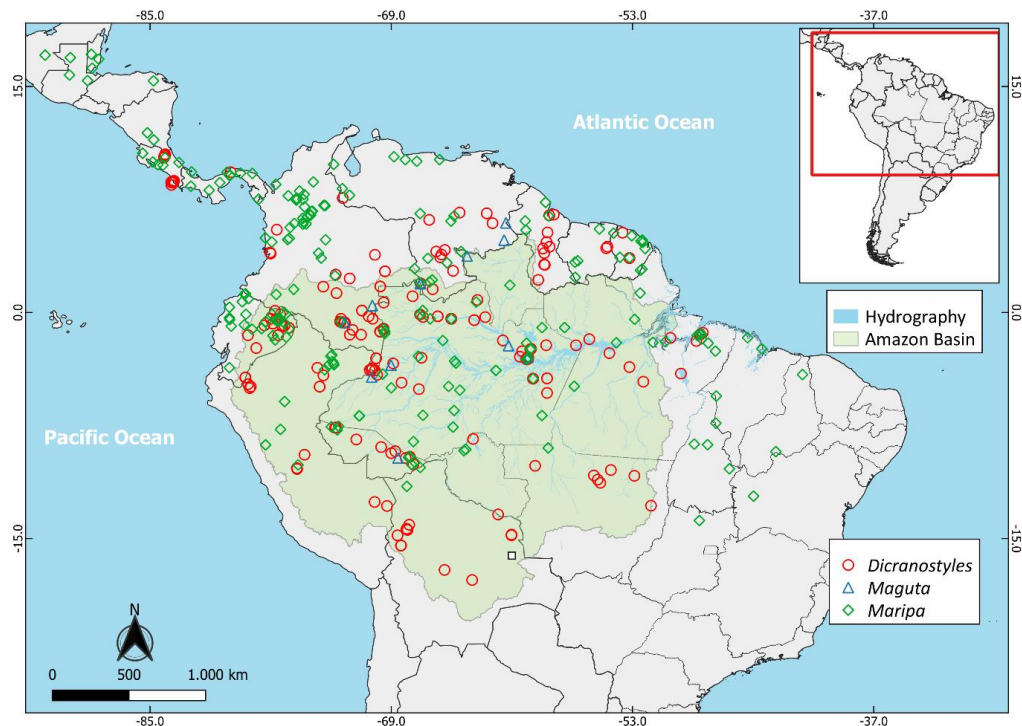 -85.0 -69.0 -53.0 -37.0
15.0 15.0
Atlantic Ocean
0.0 0.0
Hydrography
Amazon Basin
Pacific Ocean
-15.0 -15.0
Dicranostyles
Maguta
Maripa
N
0 500 1.000 km
-85.0 -69.0 -53.0 -37.0